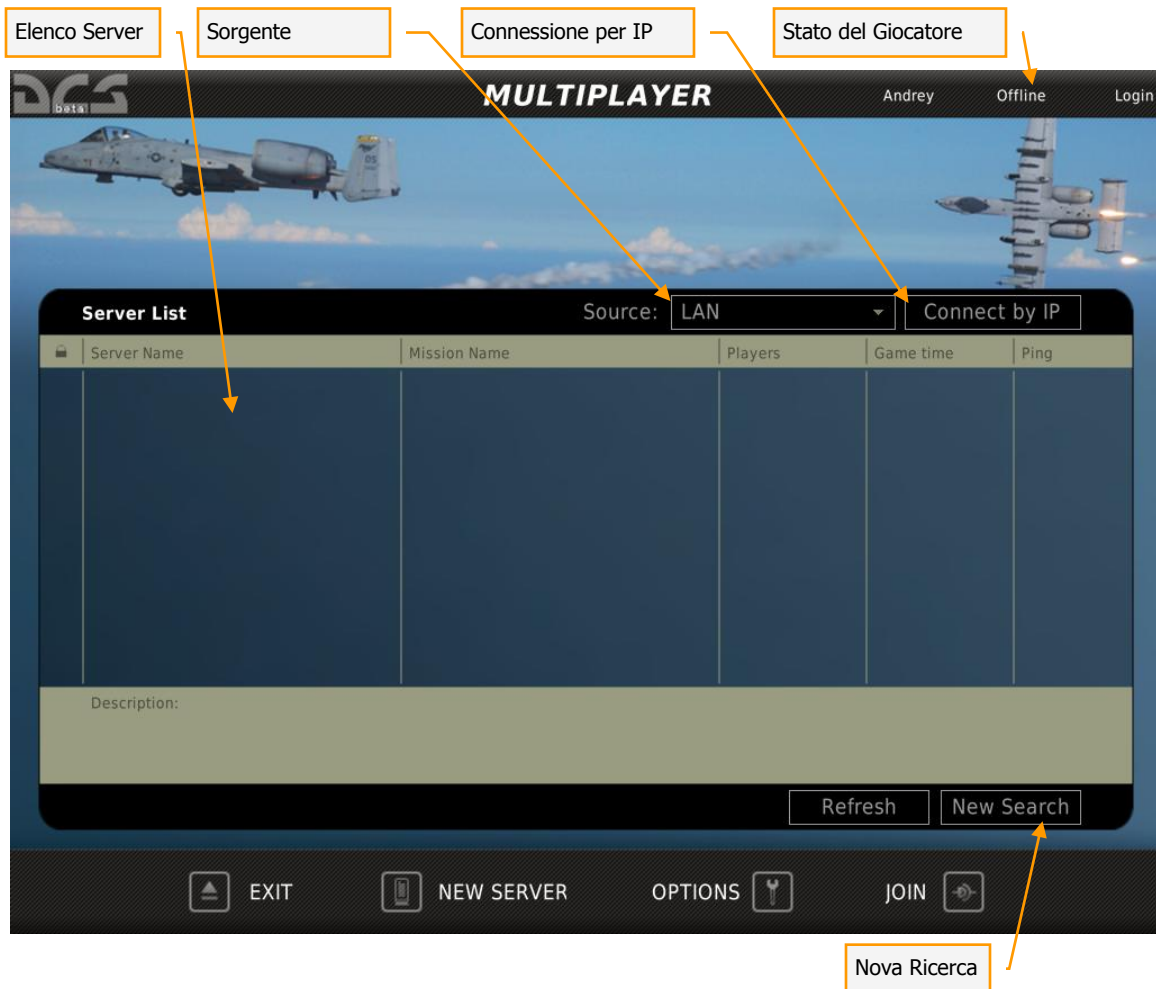 Elenco Server
Sorgente
Connessione per IP
Stato del Giocatore
DCS
beta
MULTIPLAYER
Andrey
Offline
Login
Server List
Source:
LAN
Connect by IP
Server Name
Mission Name
Players
Game time
Ping
Description:
Refresh
New Search
EXIT
NEW SERVER
OPTIONS
JOIN
Nova Ricerca